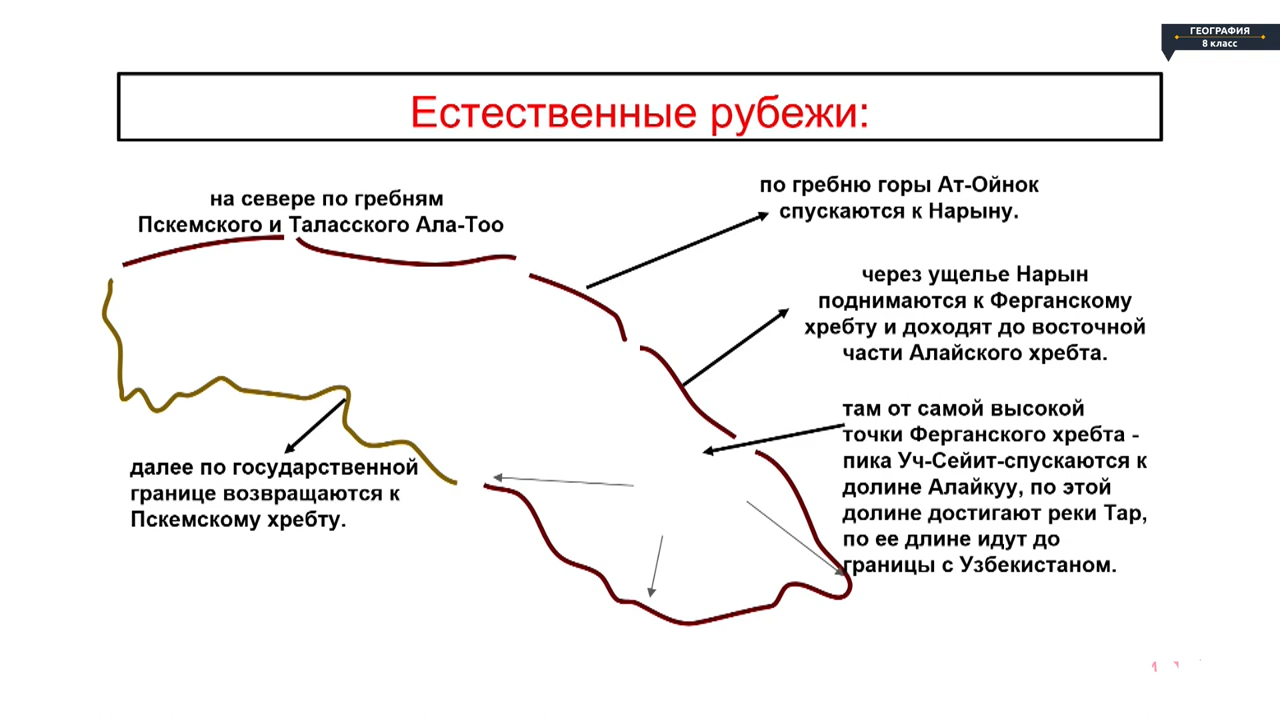 ГЕОГРАФИЯ
8 класс
Естественные рубежи:
на севере по гребням
Пскемского и Таласского Ала-Тоо
по гребню горы Ат-Ойнок
спускаются к Нарыну.
через ущелье Нарын
поднимаются к Ферганскому
хребту и доходят до восточной
части Алайского хребта.
там от самой высокой
точки Ферганского хребта -
пика Уч-Сейит-спускаются к
долине Алайкуу, по этой
долине достигают реки Тар,
по ее длине идут до
границы с Узбекистаном.
далее по государственной
границе возвращаются к
Пскемскому хребту.